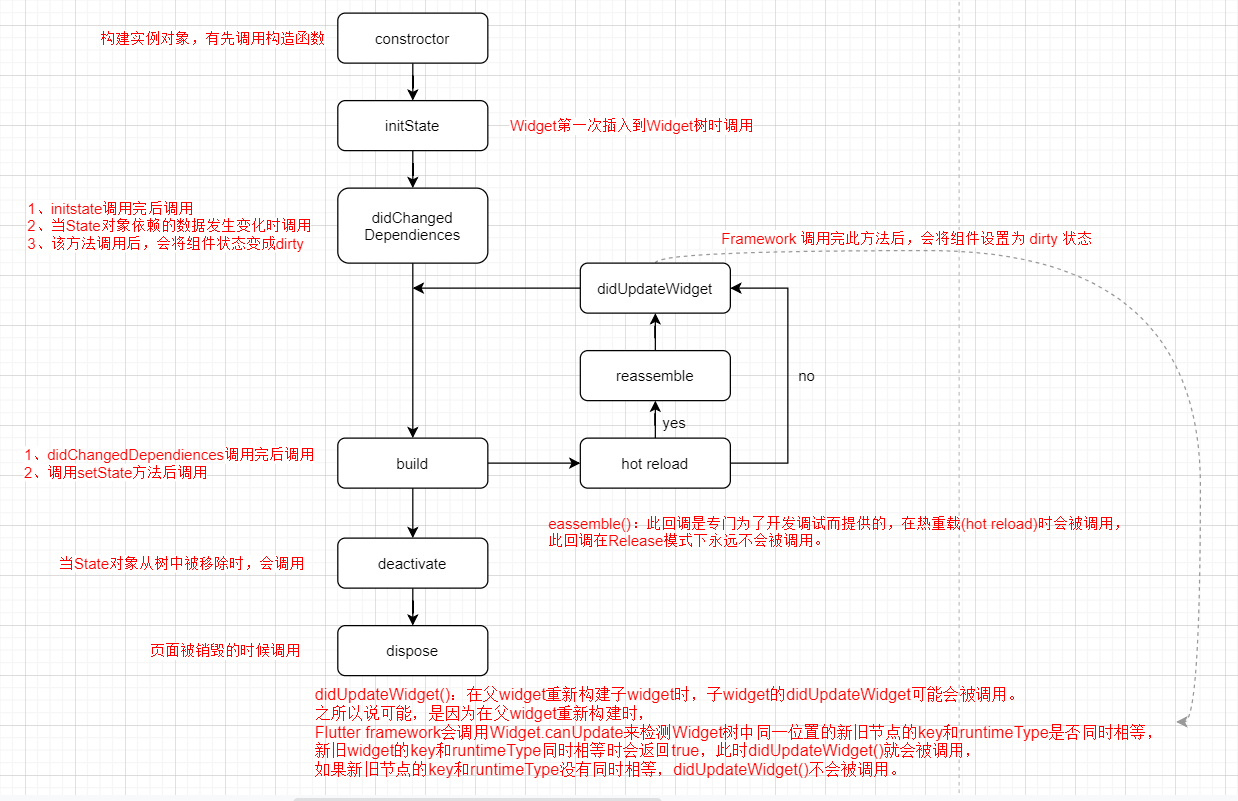 构建实例对象，有先调用构造函数
constroctor
initState
Widget第一次插入到Widget树时调用
1、initstate调用完后调用
2、当State对象依赖的数据发生变化时调用
3、该方法调用后，会将组件状态变成dirty
didChanged
Dependiences
Framework 调用完此方法后，会将组件设置为 dirty 状态
didUpdateWidget
reassemble
no
yes
1、didChangedDependiences调用完后调用
2、调用setState方法后调用
build
hot reload
eassemble()：此回调是专门为了开发调试而提供的，在热重载(hot reload)时会被调用，
此回调在Release模式下永远不会被调用。
当State对象从树中被移除时，会调用
deactivate
页面被销毁的时候调用
dispose
didUpdateWidget()：在父widget重新构建子widget时，子widget的didUpdateWidget可能会被调用。
之所以说可能，是因为在父widget重新构建时，
Flutter framework会调用Widget.canUpdate来检测Widget树中同一位置的新旧节点的key和runtimeType是否同时相等，
新旧widget的key和runtimeType同时相等时会返回true，此时didUpdateWidget()就会被调用，
如果新旧节点的key和runtimeType没有同时相等，didUpdateWidget()不会被调用。